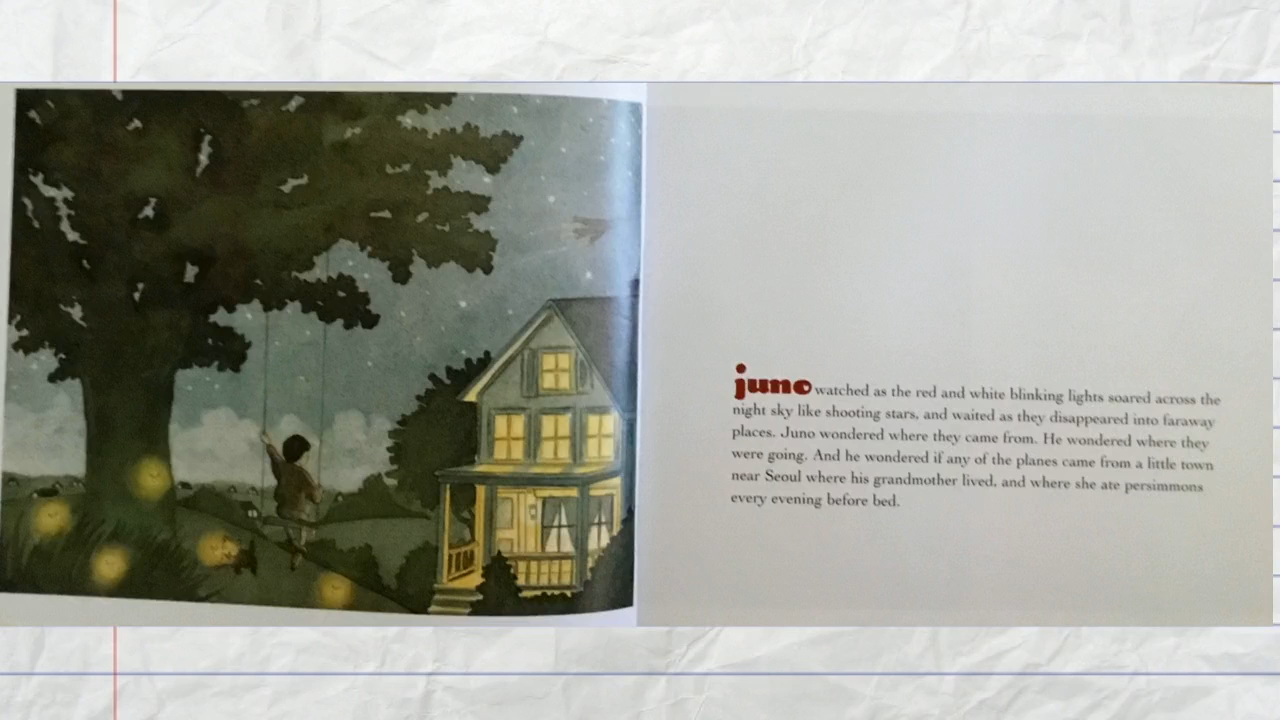 juno watched as the red and white blinking lights soared across the
night sky like shooting stars, and waited as they disappeared into faraway
places. Juno wondered where they came from. He wondered where they
were going. And he wondered if any of the planes came from a little town
near Seoul where his grandmother lived, and where she ate persimmons
every evening before bed.